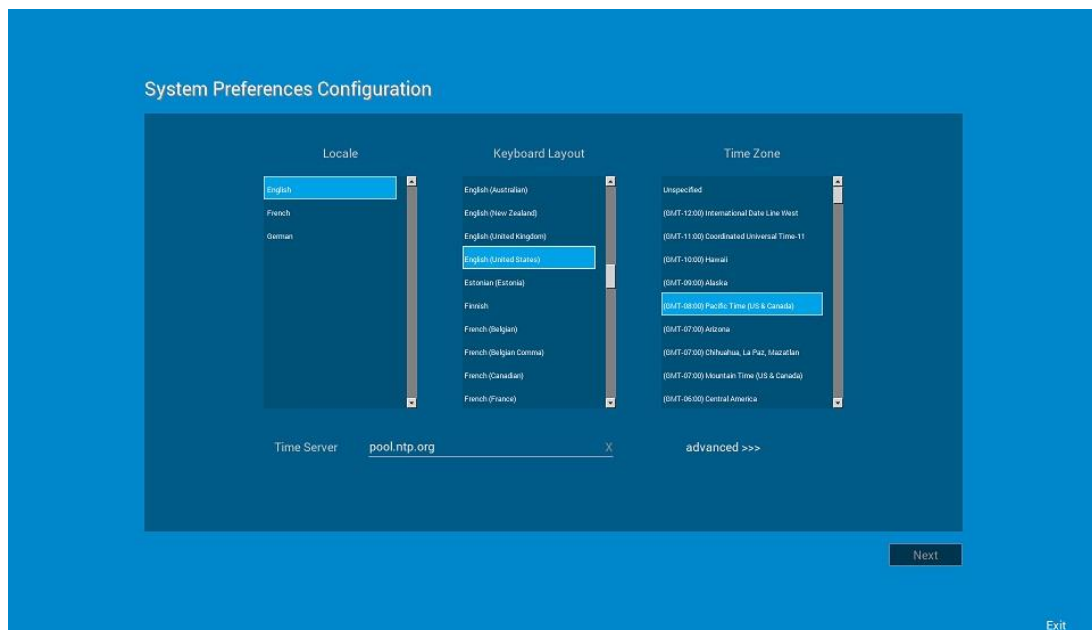 System Preferences Configuration
Locale
English
French
German
Keyboard Layout
English (Australian)
English (New Zealand)
English (United Kingdom)
English (United States)
Estonian (Estonia)
Finnish
French (Belgian)
French (Belgian Comma)
French (Canadian)
French (France)
Time Zone
Unspecified
(GMT-12:00) International Date Line West
(GMT-11:00) Coordinated Universal Time-11
(GMT-10:00) Hawaii
(GMT-09:00) Alaska
(GMT-08:00) Pacific Time (US & Canada)
(GMT-07:00) Arizona
(GMT-07:00) Chihuahua, La Paz, Mazatlan
(GMT-07:00) Mountain Time (US & Canada)
(GMT-06:00) Central America
Time Server pool.ntp.org X advanced >>>
Next
Exit